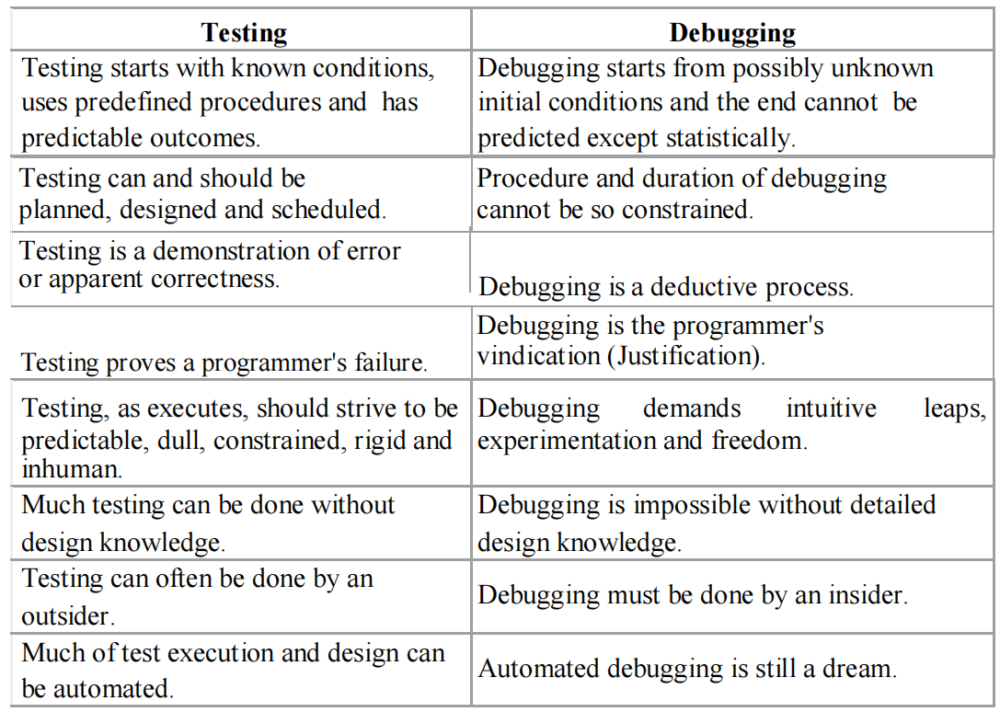 Testing
Debugging
Testing starts with known conditions,
uses predefined procedures and has
predictable outcomes.
Debugging starts from possibly unknown
initial conditions and the end cannot be
predicted except statistically.
Testing can and should be
planned, designed and scheduled.
Procedure and duration of debugging
cannot be so constrained.
Testing is a demonstration of error
or apparent correctness.
Debugging is a deductive process.
Testing proves a programmer's failure.
Debugging is the programmer's
vindication (Justification).
Testing, as executes, should strive to be
predictable, dull, constrained, rigid and
inhuman.
Debugging demands intuitive leaps,
experimentation and freedom.
Much testing can be done without
design knowledge.
Debugging is impossible without detailed
design knowledge.
Testing can often be done by an
outsider.
Debugging must be done by an insider.
Much of test execution and design can
be automated.
Automated debugging is still a dream.